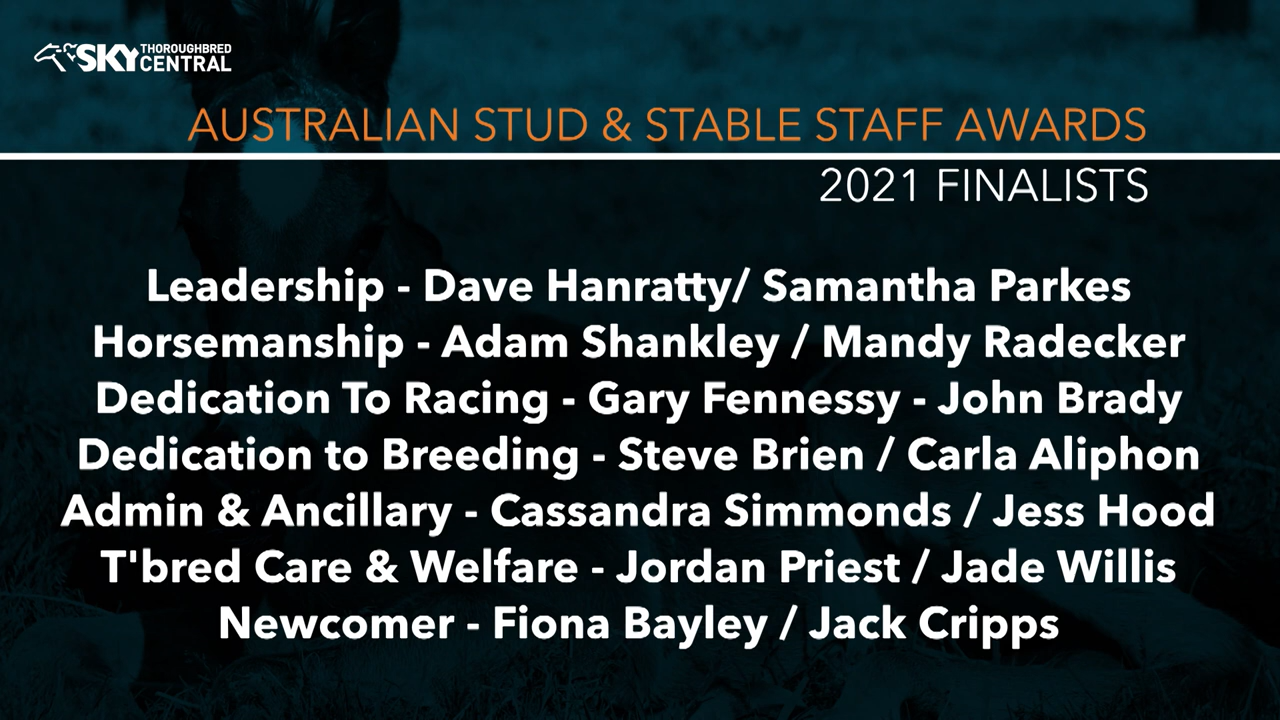 SKY THOROUGHBRED CENTRAL
AUSTRALIAN STUD & STABLE STAFF AWARDS
2021 FINALISTS
Leadership - Dave Hanratty/ Samantha Parkes
Horsemanship - Adam Shankley / Mandy Radecker
Dedication To Racing - Gary Fennessy - John Brady
Dedication to Breeding - Steve Brien / Carla Aliphon
Admin & Ancillary - Cassandra Simmonds / Jess Hood
T'bred Care & Welfare - Jordan Priest / Jade Willis
Newcomer - Fiona Bayley / Jack Cripps